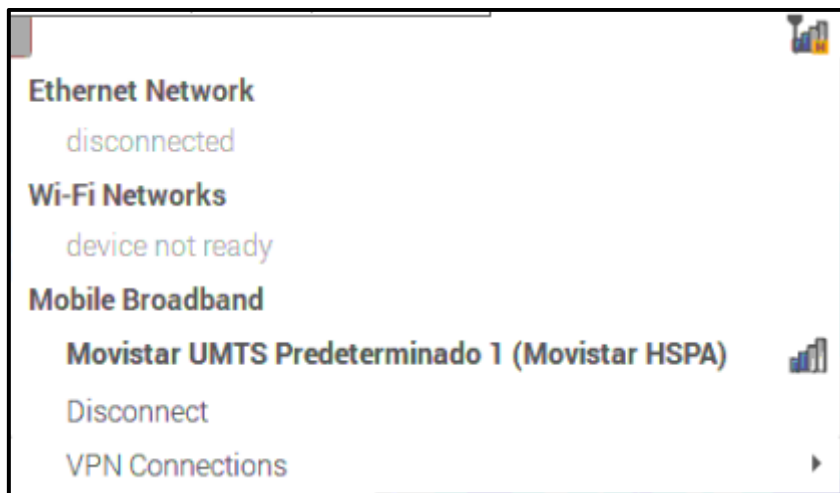 Ethernet Network
disconnected
Wi-Fi Networks
device not ready
Mobile Broadband
Movistar UMTS Predeterminado 1 (Movistar HSPA)
Disconnect
VPN Connections